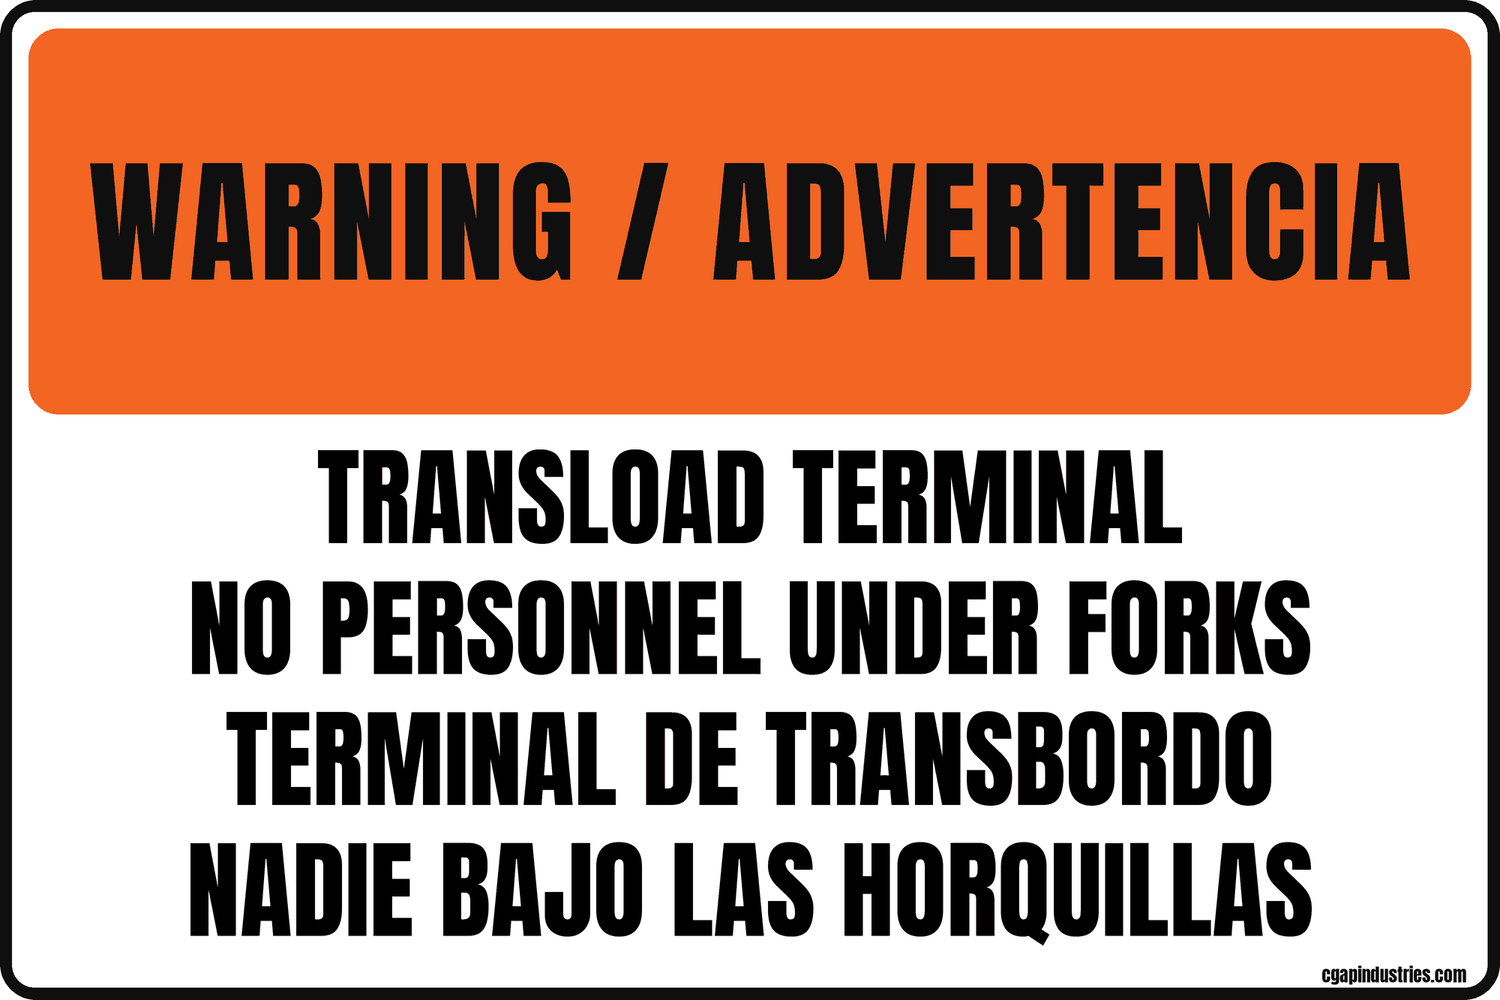 WARNING / ADVERTENCIA
TRANSLOAD TERMINAL
NO PERSONNEL UNDER FORKS
TERMINAL DE TRANSBORDO
NADIE BAJO LAS HORQUILLAS
cgapindustries.com